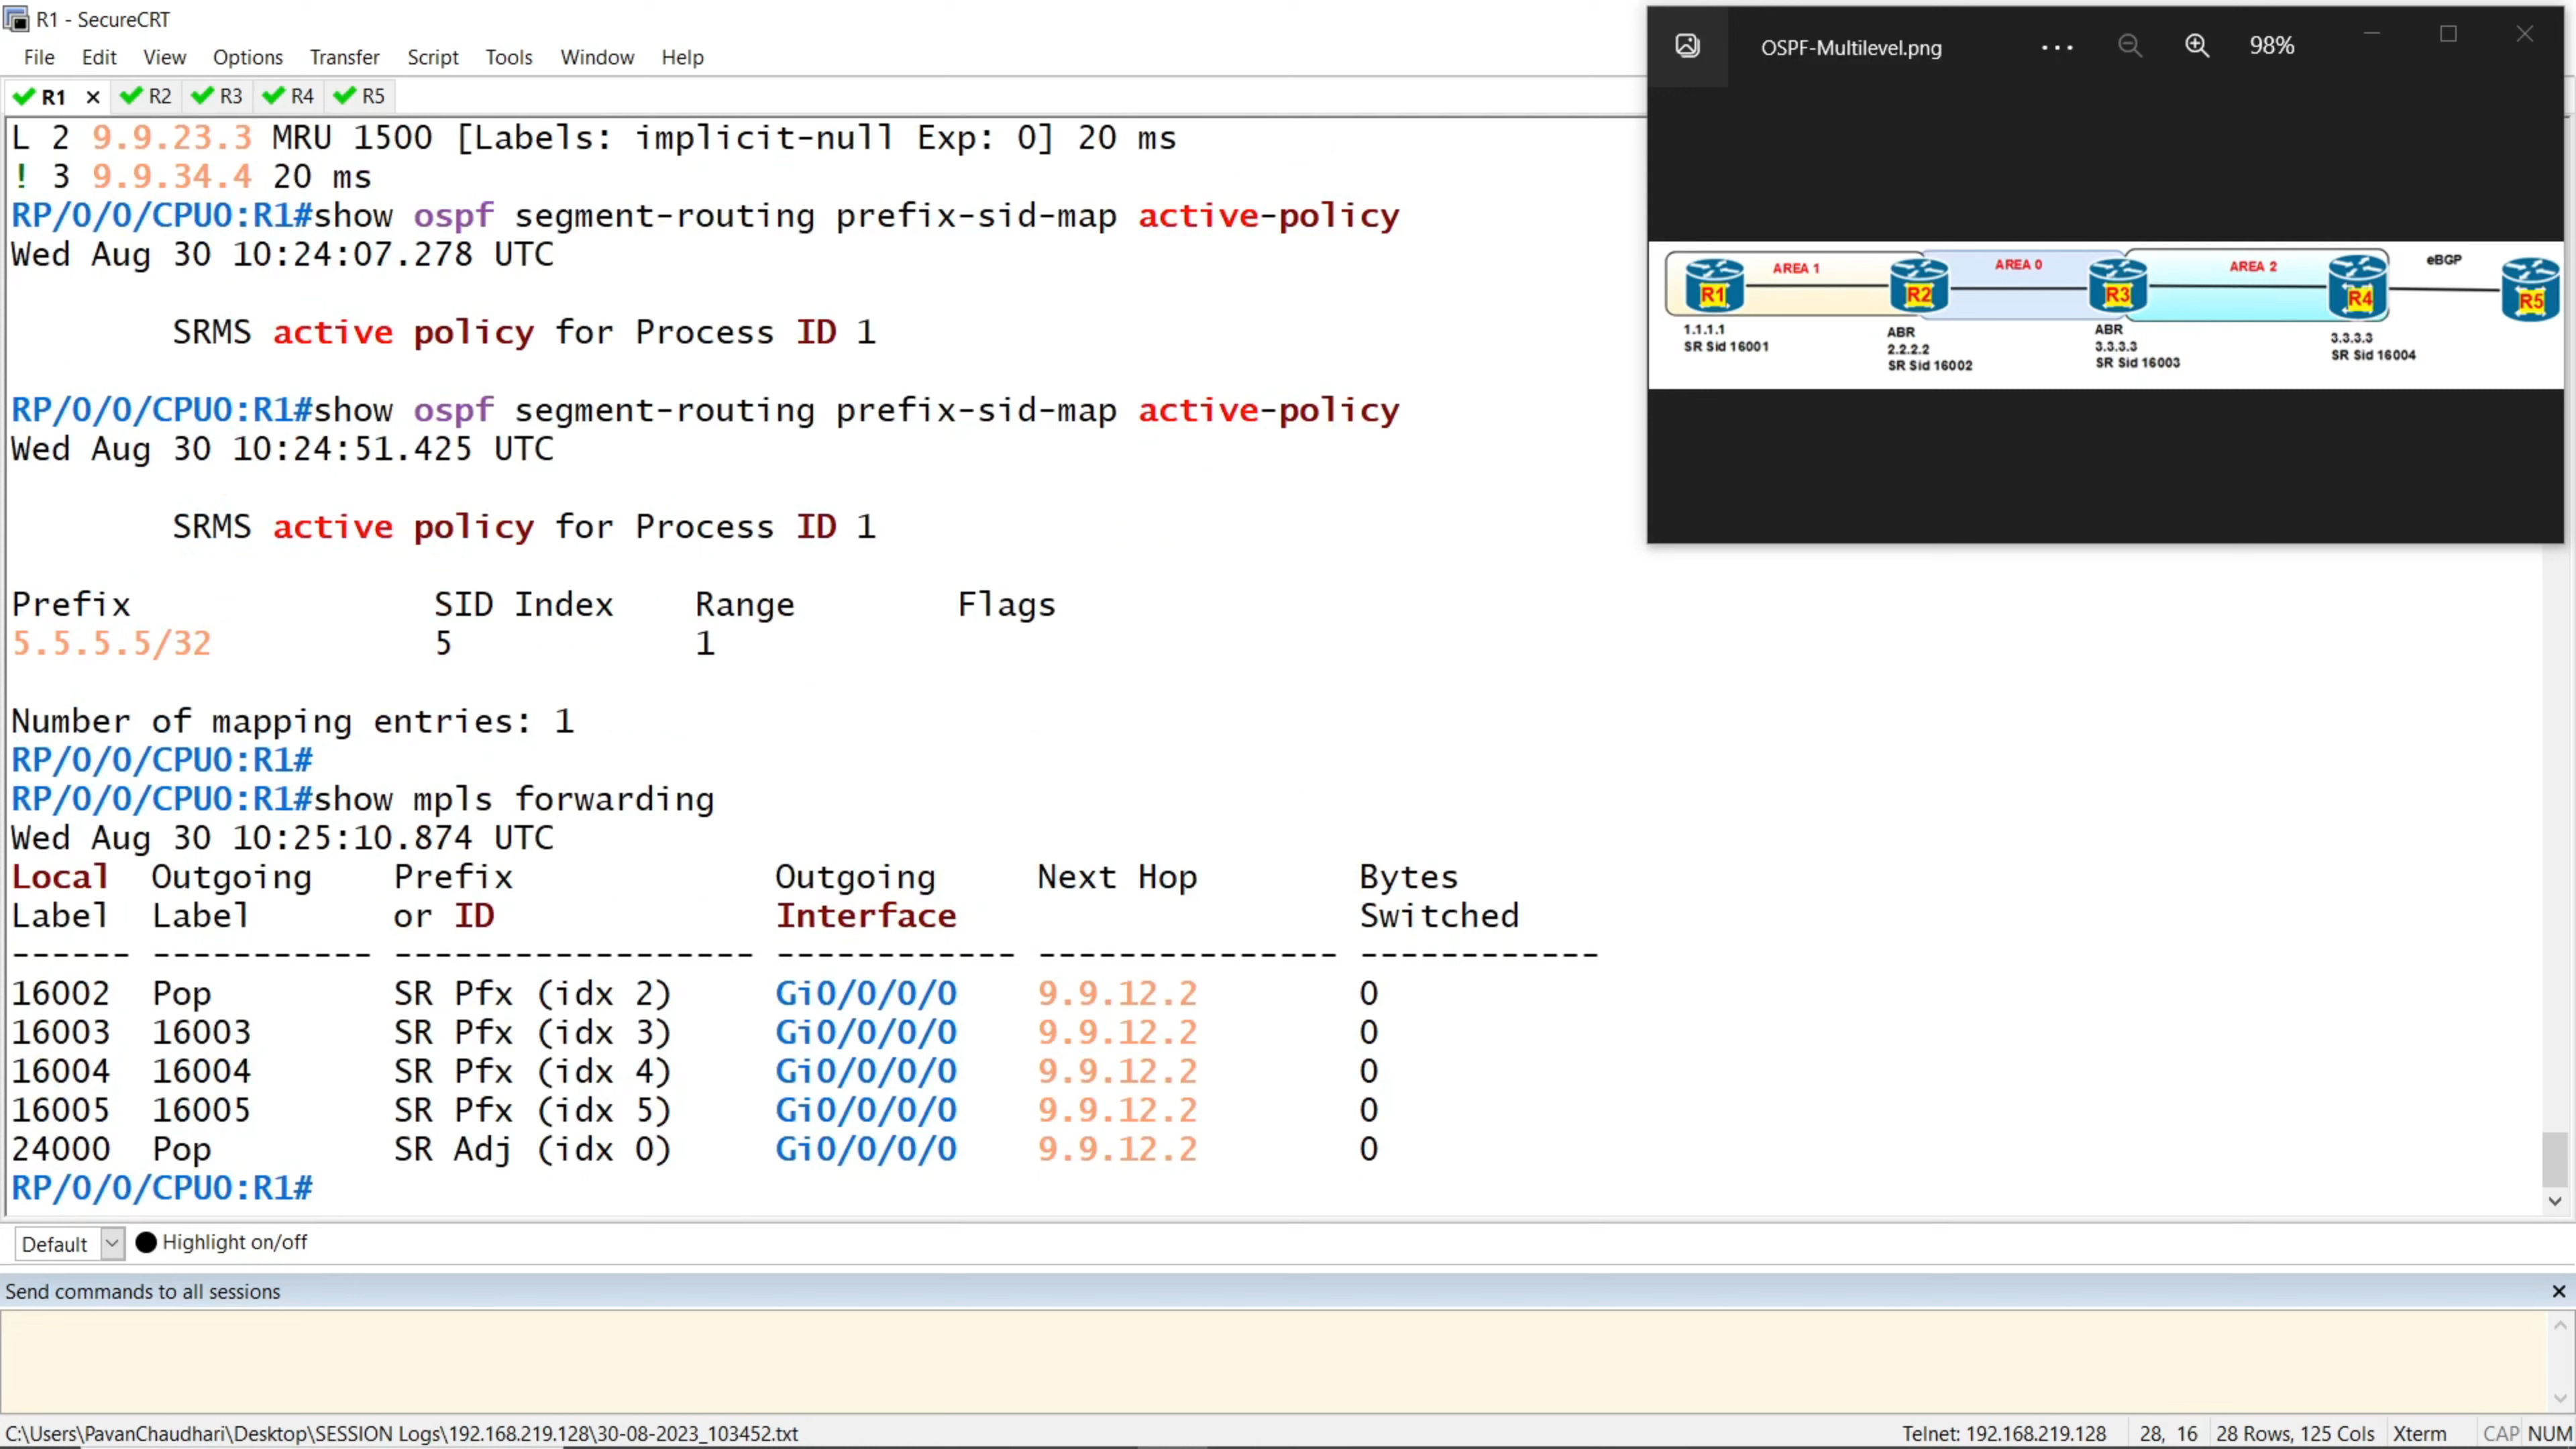 R1 - SecureCRT
File Edit View Options Transfer Script Tools Window Help
R1 × R2 R3 R4 R5
L 2 9.9.23.3 MRU 1500 [Labels: implicit-null Exp: 0] 20 ms
! 3 9.9.34.4 20 ms
RP/0/0/CPU0:R1#show ospf segment-routing prefix-sid-map active-policy
Wed Aug 30 10:24:07.278 UTC
SRMS active policy for Process ID 1
RP/0/0/CPU0:R1#show ospf segment-routing prefix-sid-map active-policy
Wed Aug 30 10:24:51.425 UTC
SRMS active policy for Process ID 1
Prefix SID Index Range Flags
5.5.5.5/32 5 1
Number of mapping entries: 1
RP/0/0/CPU0:R1#
RP/0/0/CPU0:R1#show mpls forwarding
Wed Aug 30 10:25:10.874 UTC
Local Outgoing Prefix Outgoing Next Hop Bytes
Label Label or ID Interface Switched
------ ----------- ------------------ ------------ --------------- ------------
16002 Pop SR Pfx (idx 2) Gi0/0/0/0 9.9.12.2 0
16003 16003 SR Pfx (idx 3) Gi0/0/0/0 9.9.12.2 0
16004 16004 SR Pfx (idx 4) Gi0/0/0/0 9.9.12.2 0
16005 16005 SR Pfx (idx 5) Gi0/0/0/0 9.9.12.2 0
24000 Pop SR Adj (idx 0) Gi0/0/0/0 9.9.12.2 0
RP/0/0/CPU0:R1#
Default Highlight on/off
Send commands to all sessions
C:\Users\PavanChaudhari\Desktop\SESSION Logs\192.168.219.128\30-08-2023_103452.txt
Telnet: 192.168.219.128 28, 16 28 Rows, 125 Cols Xterm CAP NUM
OSPF-Multilevel.png ... 98%
AREA 1 AREA 0 AREA 2 eBGP
R1 R2 R3 R4 R5
1.1.1.1
SR Sid 16001
ABR
2.2.2.2
SR Sid 16002
ABR
3.3.3.3
SR Sid 16003
3.3.3.3
SR Sid 16004